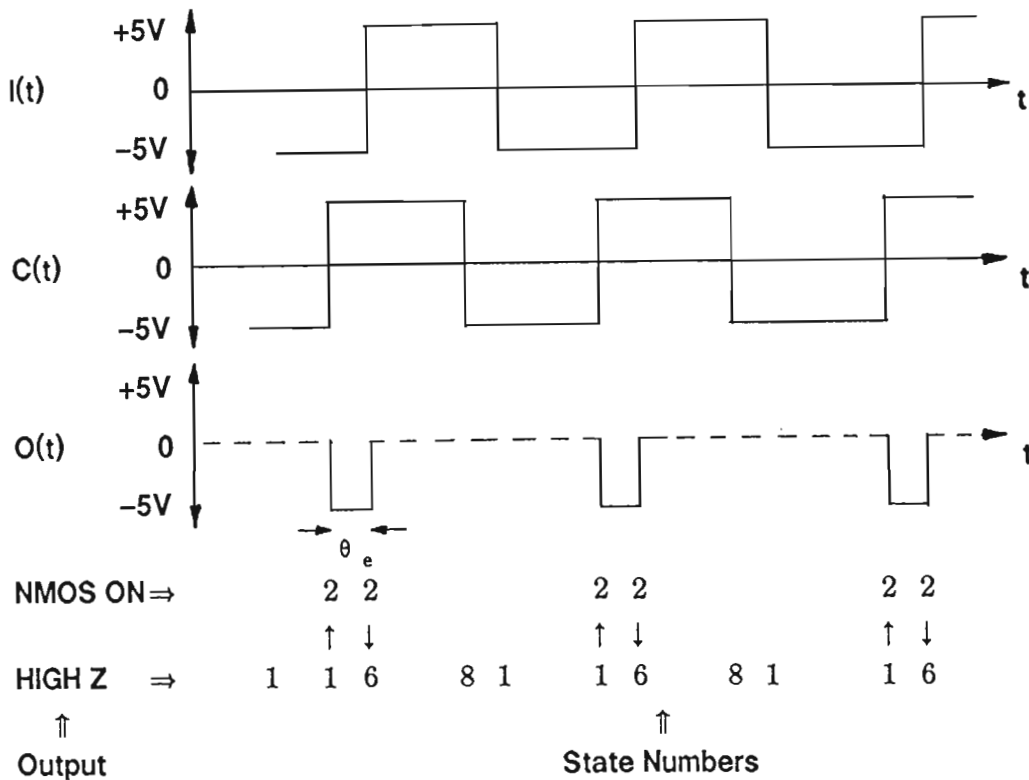 +5V
I(t) 0 t
−5V
+5V
C(t) 0 t
−5V
+5V
O(t) 0 t
−5V
θe
NMOS ON ⇒ 2 2 2 2 2 2
↑ ↓ ↑ ↓ ↑ ↓
HIGH Z ⇒ 1 1 6 8 1 1 6 8 1 1 6
⇑ ⇑
Output State Numbers